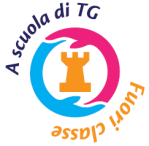 A scuola di TG
Fuori classe